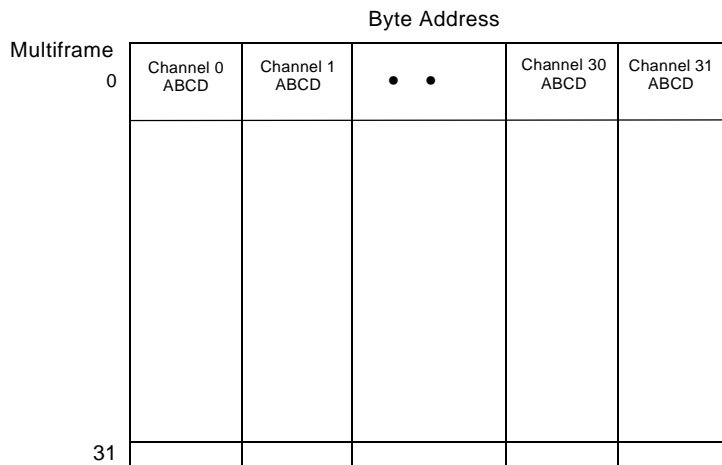 Byte Address
Multiframe
0
Channel 0
ABCD
Channel 1
ABCD
• •
Channel 30
ABCD
Channel 31
ABCD
31